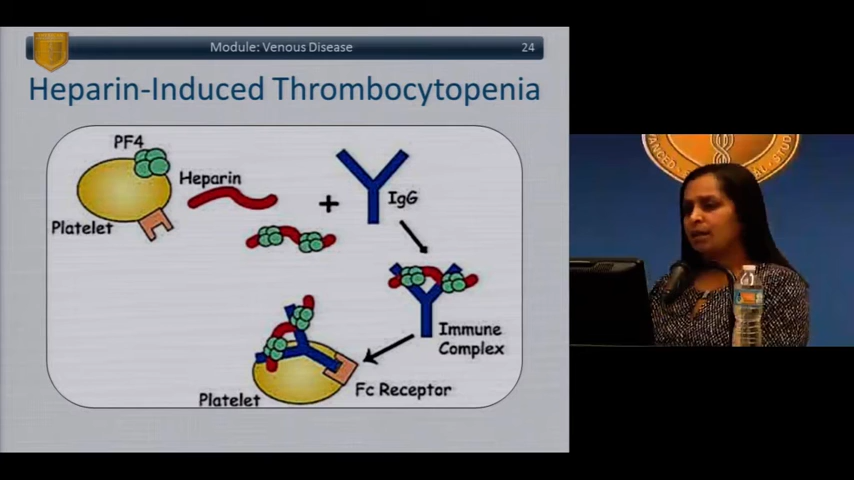 Module: Venous Disease
24
Heparin-Induced Thrombocytopenia
PF4
Heparin
+
IgG
Platelet
Immune
Complex
Fc Receptor
Platelet